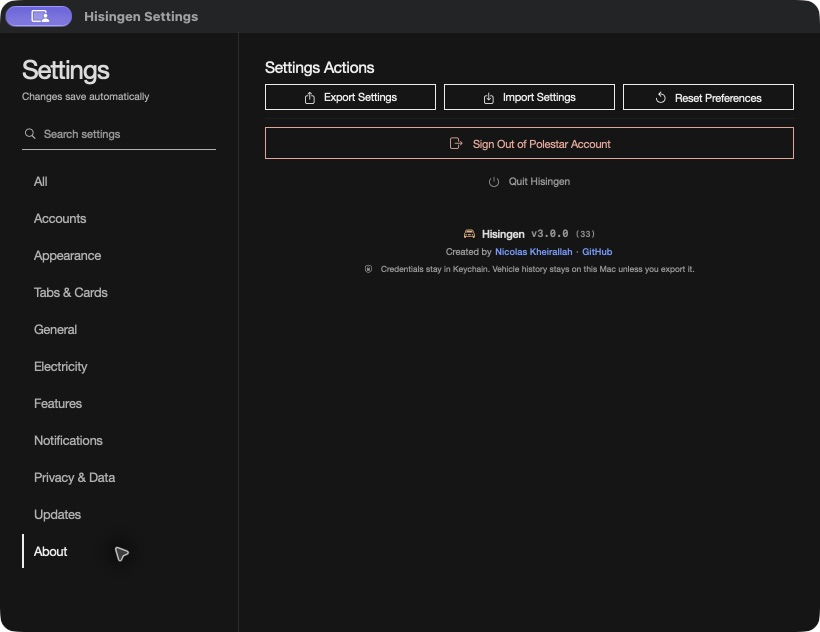 Hisingen Settings
Settings
Changes save automatically
Search settings
All
Accounts
Appearance
Tabs & Cards
General
Electricity
Features
Notifications
Privacy & Data
Updates
About
Settings Actions
Export Settings
Import Settings
Reset Preferences
Sign Out of Polestar Account
Quit Hisingen
Hisingen v3.0.0 (33)
Created by Nicolas Kheirallah · GitHub
Credentials stay in Keychain. Vehicle history stays on this Mac unless you export it.